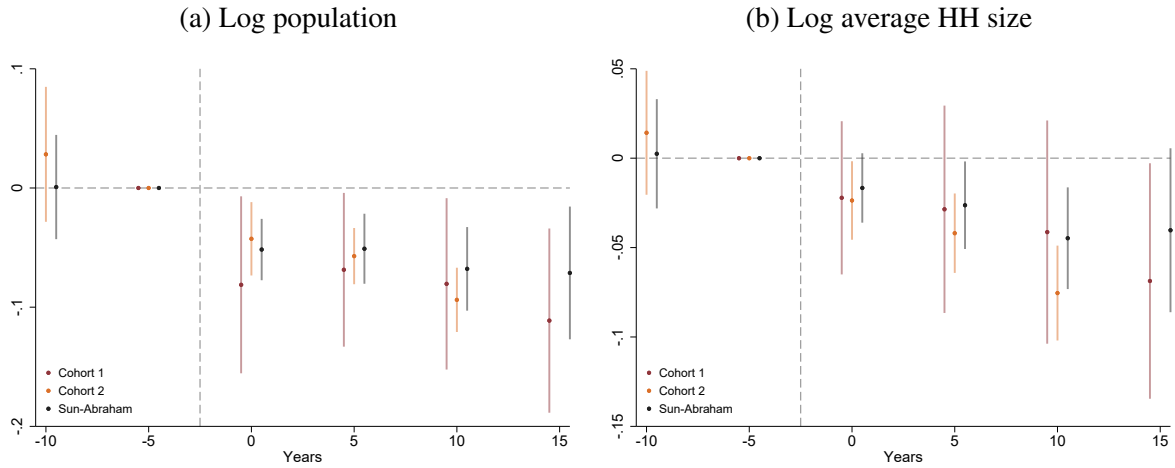 (a) Log population
.1
0
-.1
-.2
Cohort 1
Cohort 2
Sun-Abraham
-10 -5 0 5 10 15
Years
(b) Log average HH size
.05
0
-.05
-.1
-.15
Cohort 1
Cohort 2
Sun-Abraham
-10 -5 0 5 10 15
Years